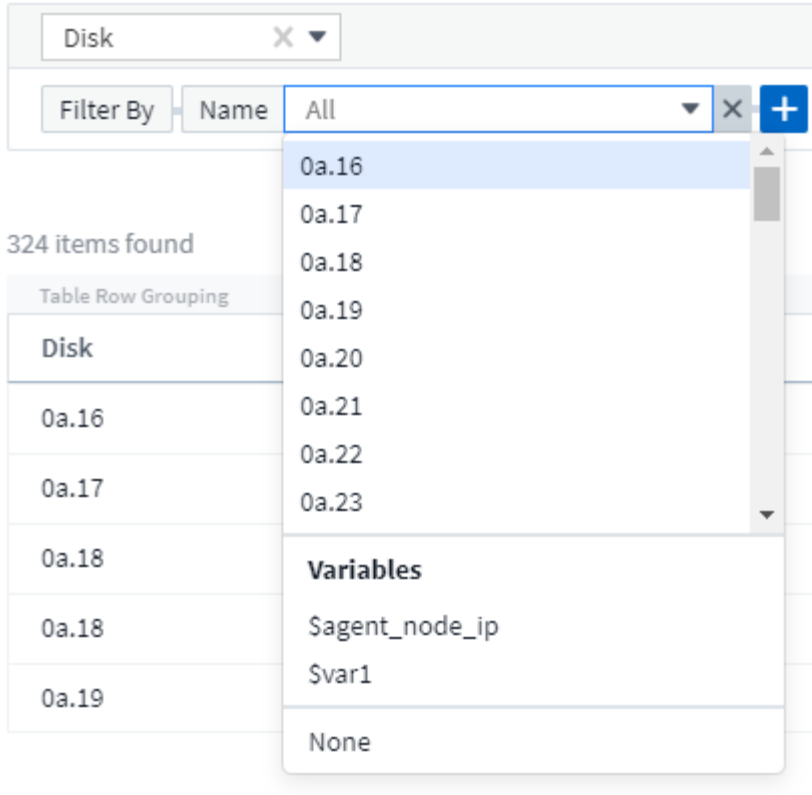 Disk
Filter By Name All
0a.16
0a.17
0a.18
0a.19
0a.20
0a.21
0a.22
0a.23
Variables
$agent_node_ip
$var1
None
324 items found
Table Row Grouping
Disk
0a.16
0a.17
0a.18
0a.18
0a.19